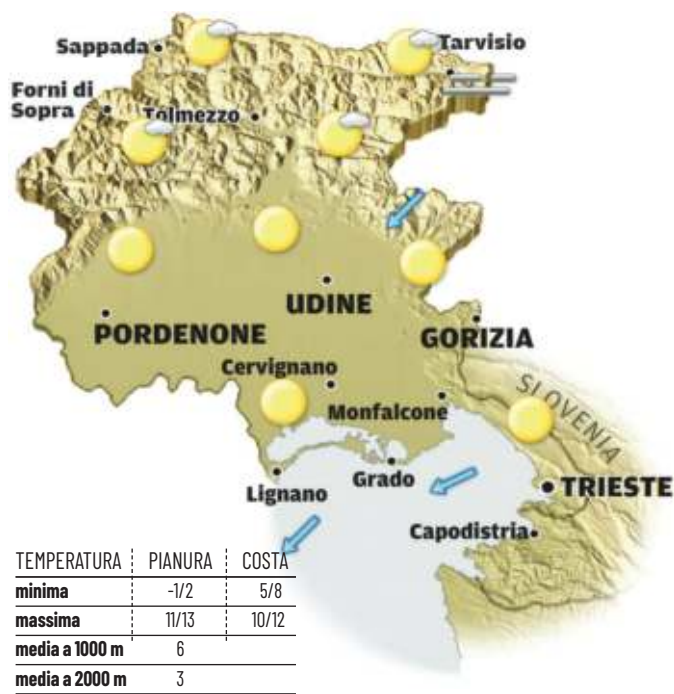 Sappada
Tarvisio
Forni di
Sopra
Tolmezzo
UDINE
PORDENONE
GORIZIA
Cervignano
SLOVENIA
Monfalcone
Grado
Lignano
TRIESTE
Capodistria
TEMPERATURA PIANURA COSTA
minima -1/2 5/8
massima 11/13 10/12
media a 1000 m 6
media a 2000 m 3